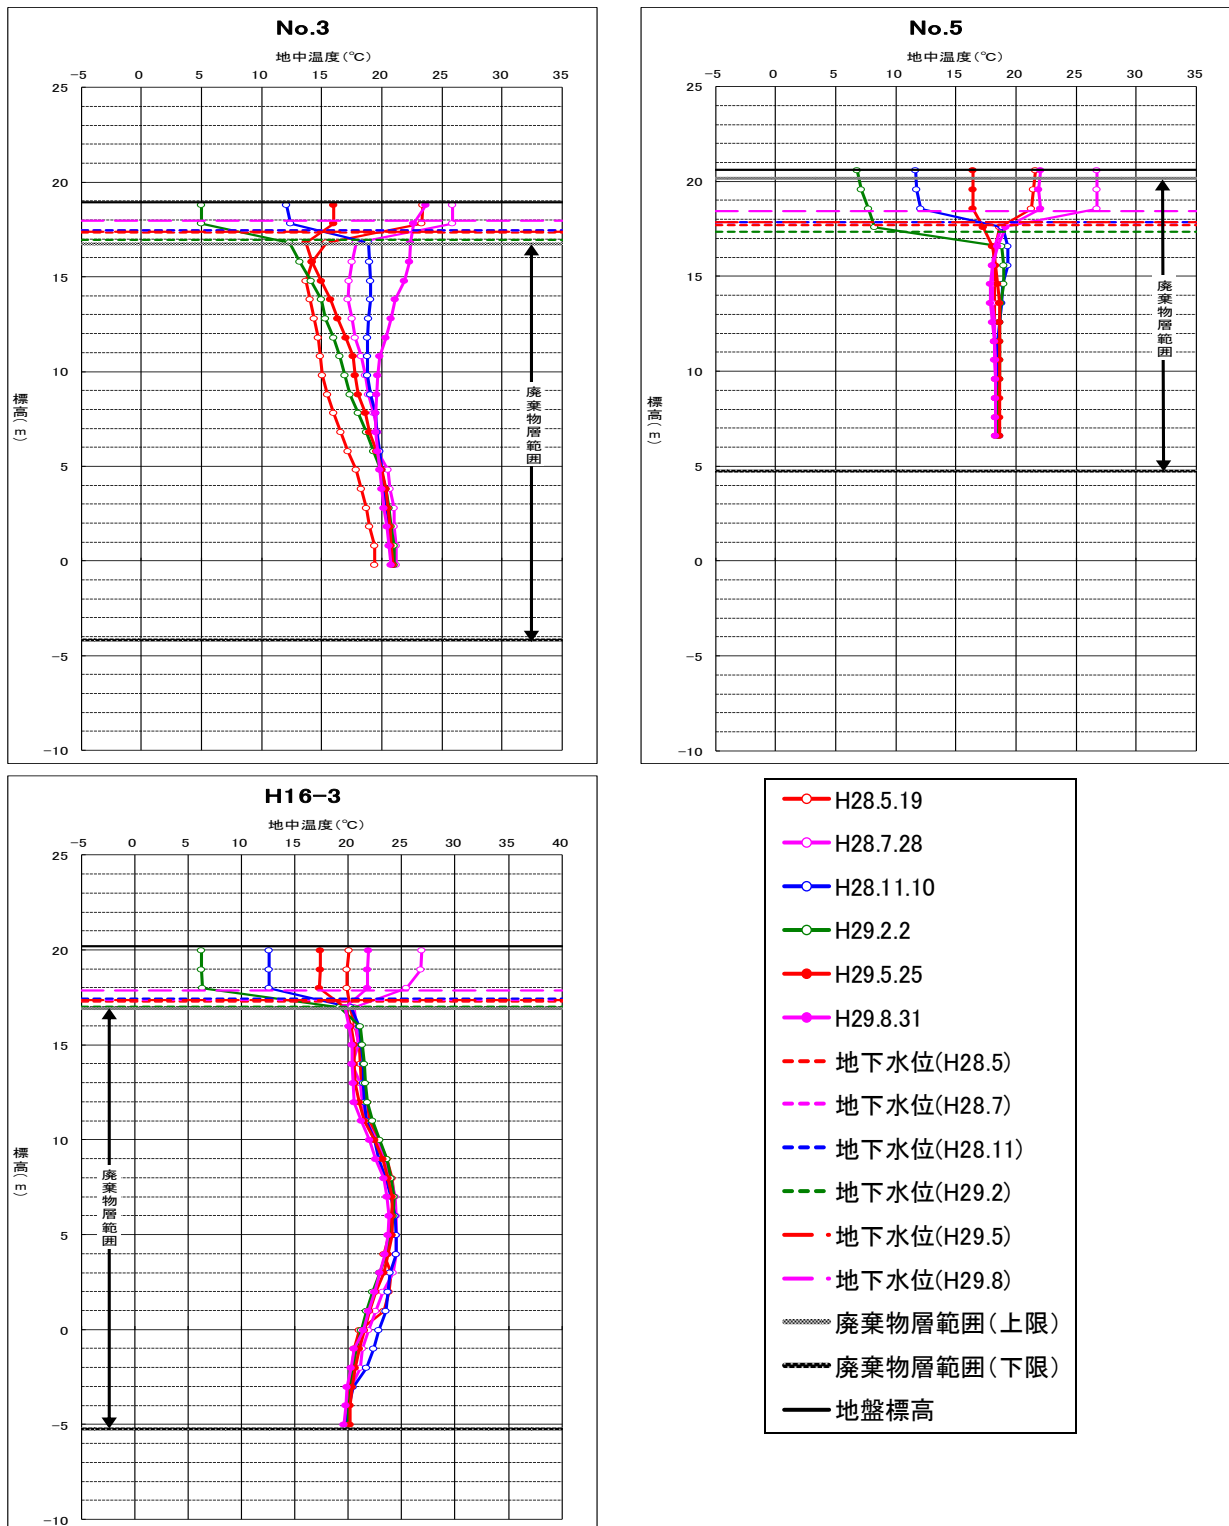 No.3
地中温度(℃)
-5 0 5 10 15 20 25 30 35
25
20
15
10
5
0
-5
-10
標高(m)
廃棄物層範囲
No.5
地中温度(℃)
-5 0 5 10 15 20 25 30 35
25
20
15
10
5
0
-5
-10
標高(m)
廃棄物層範囲
H16-3
地中温度(℃)
-5 0 5 10 15 20 25 30 35 40
25
20
15
10
5
0
-5
-10
標高(m)
廃棄物層範囲
H28.5.19
H28.7.28
H28.11.10
H29.2.2
H29.5.25
H29.8.31
地下水位(H28.5)
地下水位(H28.7)
地下水位(H28.11)
地下水位(H29.2)
地下水位(H29.5)
地下水位(H29.8)
廃棄物層範囲(上限)
廃棄物層範囲(下限)
地盤標高